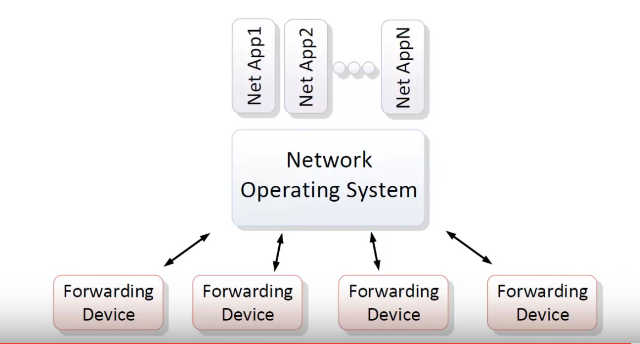 Net App1
Net App2
Net AppN
Network
Operating System
Forwarding
Device
Forwarding
Device
Forwarding
Device
Forwarding
Device